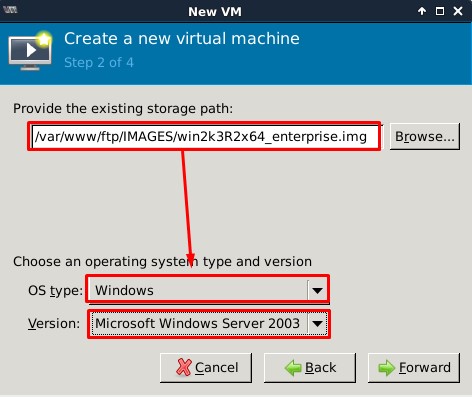 New VM
Create a new virtual machine
Step 2 of 4
Provide the existing storage path:
/var/www/ftp/IMAGES/win2k3R2x64_enterprise.img
Browse...
Choose an operating system type and version
OS type: Windows
Version: Microsoft Windows Server 2003
Cancel Back Forward